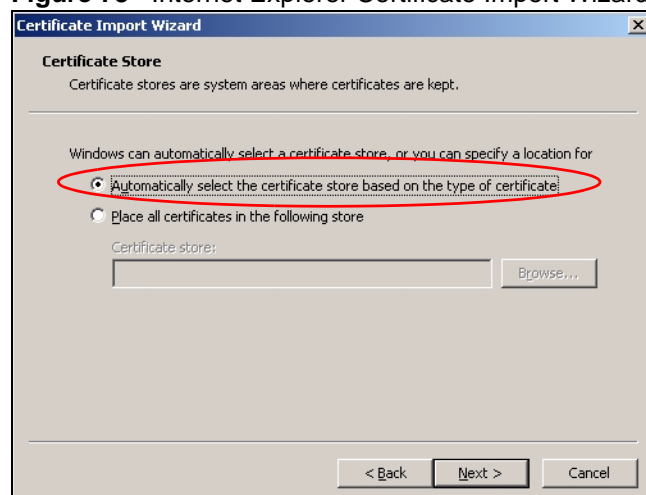 Certificate Import Wizard
Certificate Store
Certificate stores are system areas where certificates are kept.
Windows can automatically select a certificate store, or you can specify a location for
Automatically select the certificate store based on the type of certificate
Place all certificates in the following store
Certificate store:
Browse...
< Back
Next >
Cancel